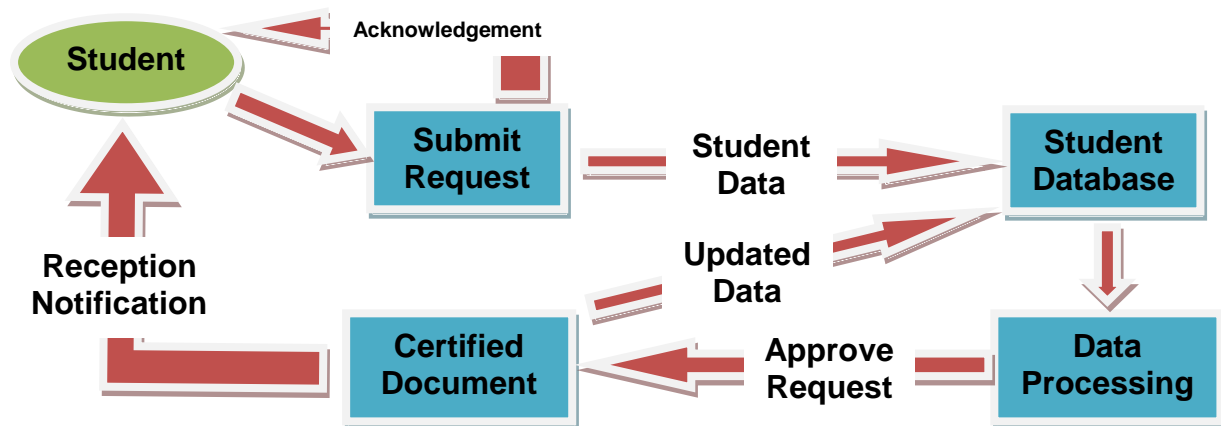 Acknowledgement
Student
Submit
Request
Student
Data
Student
Database
Updated
Data
Reception
Notification
Certified
Document
Approve
Request
Data
Processing